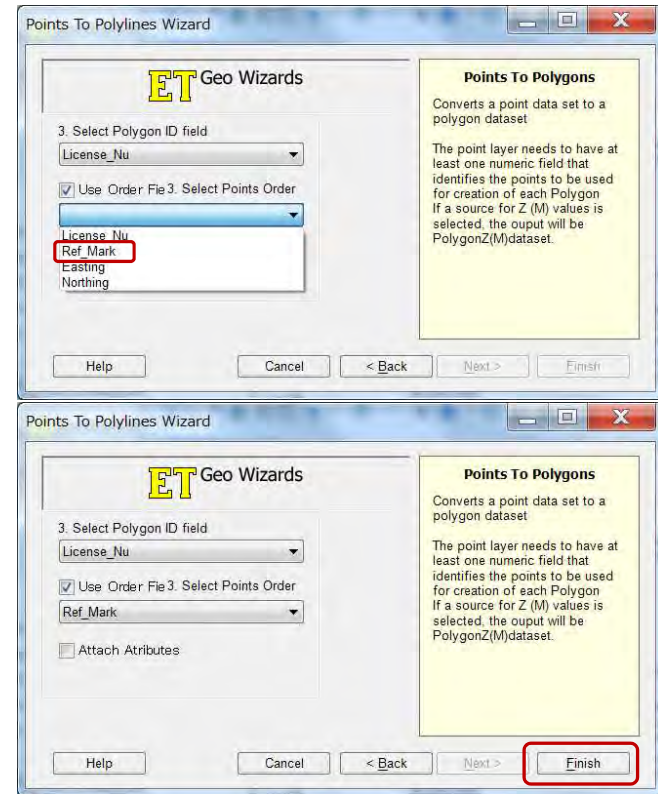 Points To Polylines Wizard
ET Geo Wizards
3. Select Polygon ID field
License_Nu
Use Order Fie3. Select Points Order
License_Nu
Ref_Mark
Easting
Northing
Points To Polygons
Converts a point data set to a
polygon dataset
The point layer needs to have at
least one numeric field that
identifies the points to be used
for creation of each Polygon
If a source for Z (M) values is
selected, the ouput will be
PolygonZ(M)dataset.
Help
Cancel
< Back
Next >
Finish
Points To Polylines Wizard
ET Geo Wizards
3. Select Polygon ID field
License_Nu
Use Order Fie3. Select Points Order
Ref_Mark
Attach Atributes
Points To Polygons
Converts a point data set to a
polygon dataset
The point layer needs to have at
least one numeric field that
identifies the points to be used
for creation of each Polygon
If a source for Z (M) values is
selected, the ouput will be
PolygonZ(M)dataset.
Help
Cancel
< Back
Next >
Finish